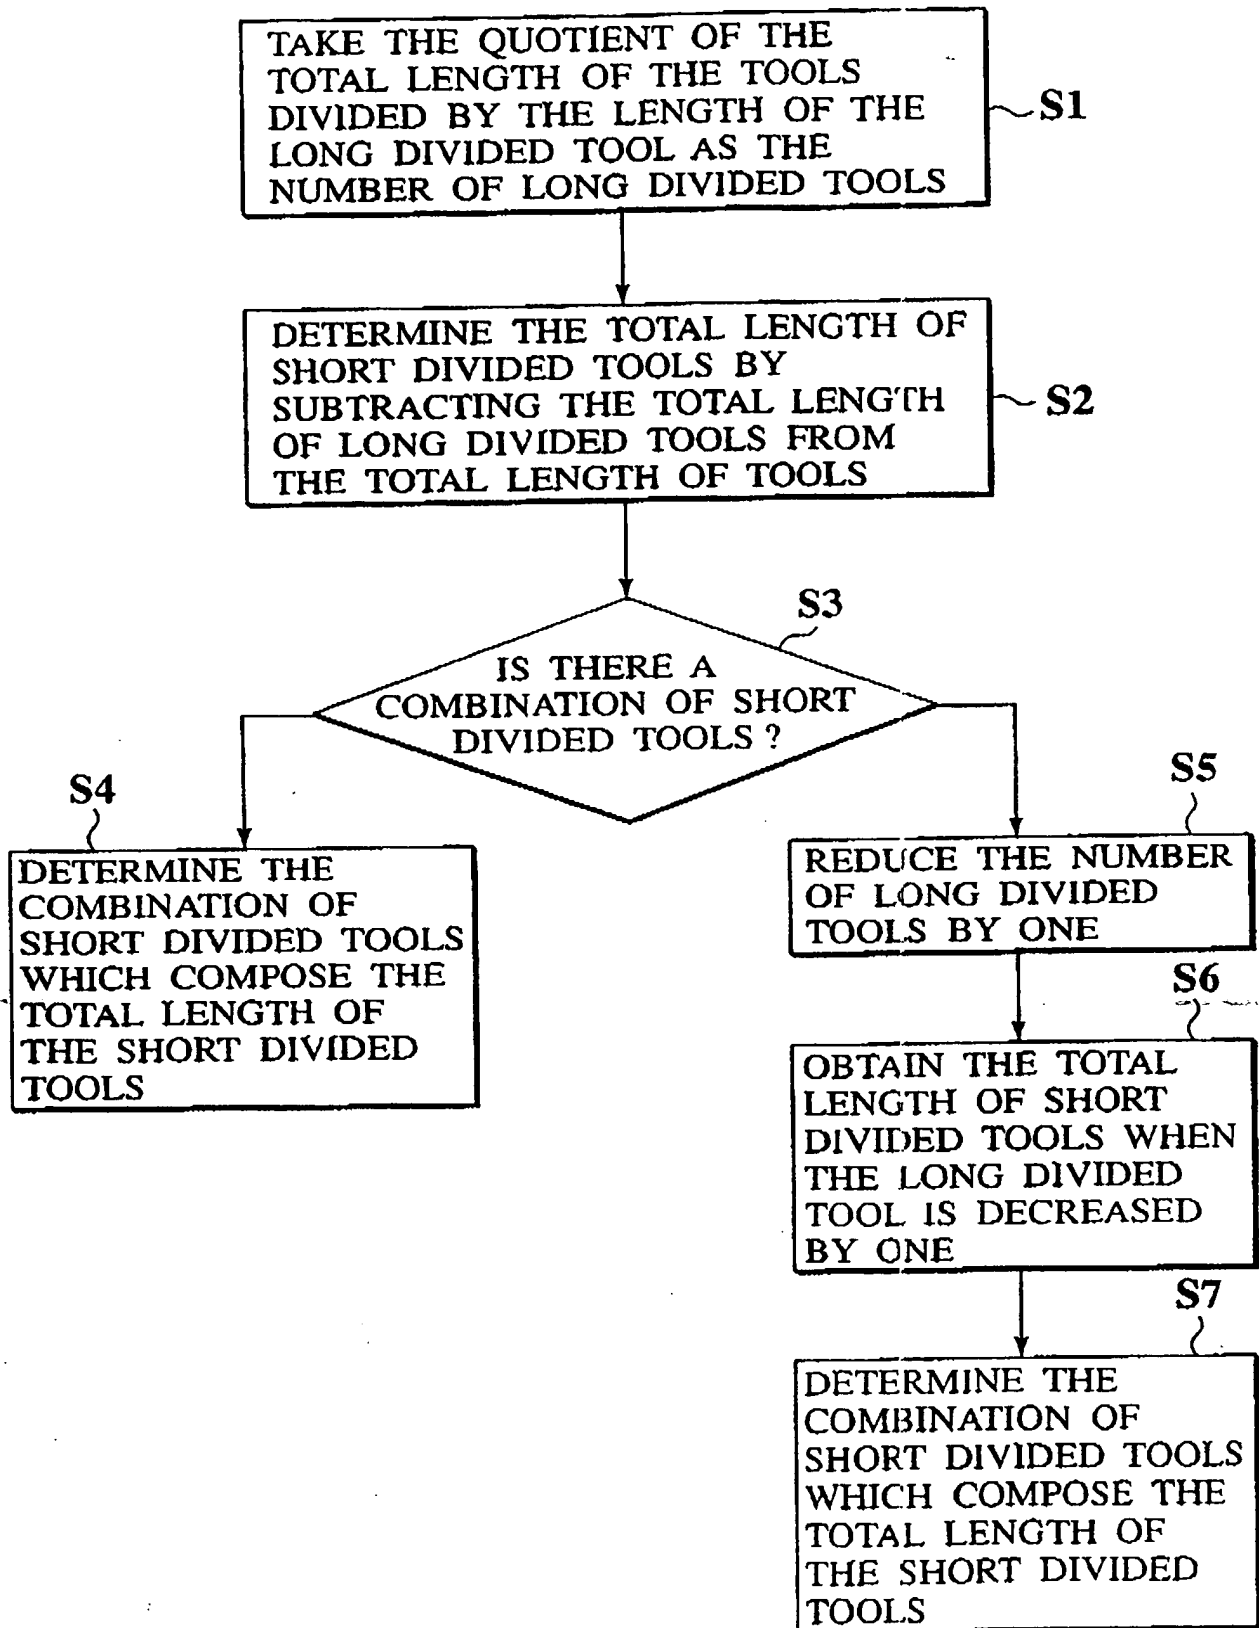 TAKE THE QUOTIENT OF THE
TOTAL LENGTH OF THE TOOLS
DIVIDED BY THE LENGTH OF THE
LONG DIVIDED TOOL AS THE
NUMBER OF LONG DIVIDED TOOLS
S1
DETERMINE THE TOTAL LENGTH OF
SHORT DIVIDED TOOLS BY
SUBTRACTING THE TOTAL LENGTH
OF LONG DIVIDED TOOLS FROM
THE TOTAL LENGTH OF TOOLS
S2
S3
IS THERE A
COMBINATION OF SHORT
DIVIDED TOOLS ?
S4
DETERMINE THE
COMBINATION OF
SHORT DIVIDED TOOLS
WHICH COMPOSE THE
TOTAL LENGTH OF
THE SHORT DIVIDED
TOOLS
S5
REDUCE THE NUMBER
OF LONG DIVIDED
TOOLS BY ONE
S6
OBTAIN THE TOTAL
LENGTH OF SHORT
DIVIDED TOOLS WHEN
THE LONG DIVIDED
TOOL IS DECREASED
BY ONE
S7
DETERMINE THE
COMBINATION OF
SHORT DIVIDED TOOLS
WHICH COMPOSE THE
TOTAL LENGTH OF
THE SHORT DIVIDED
TOOLS